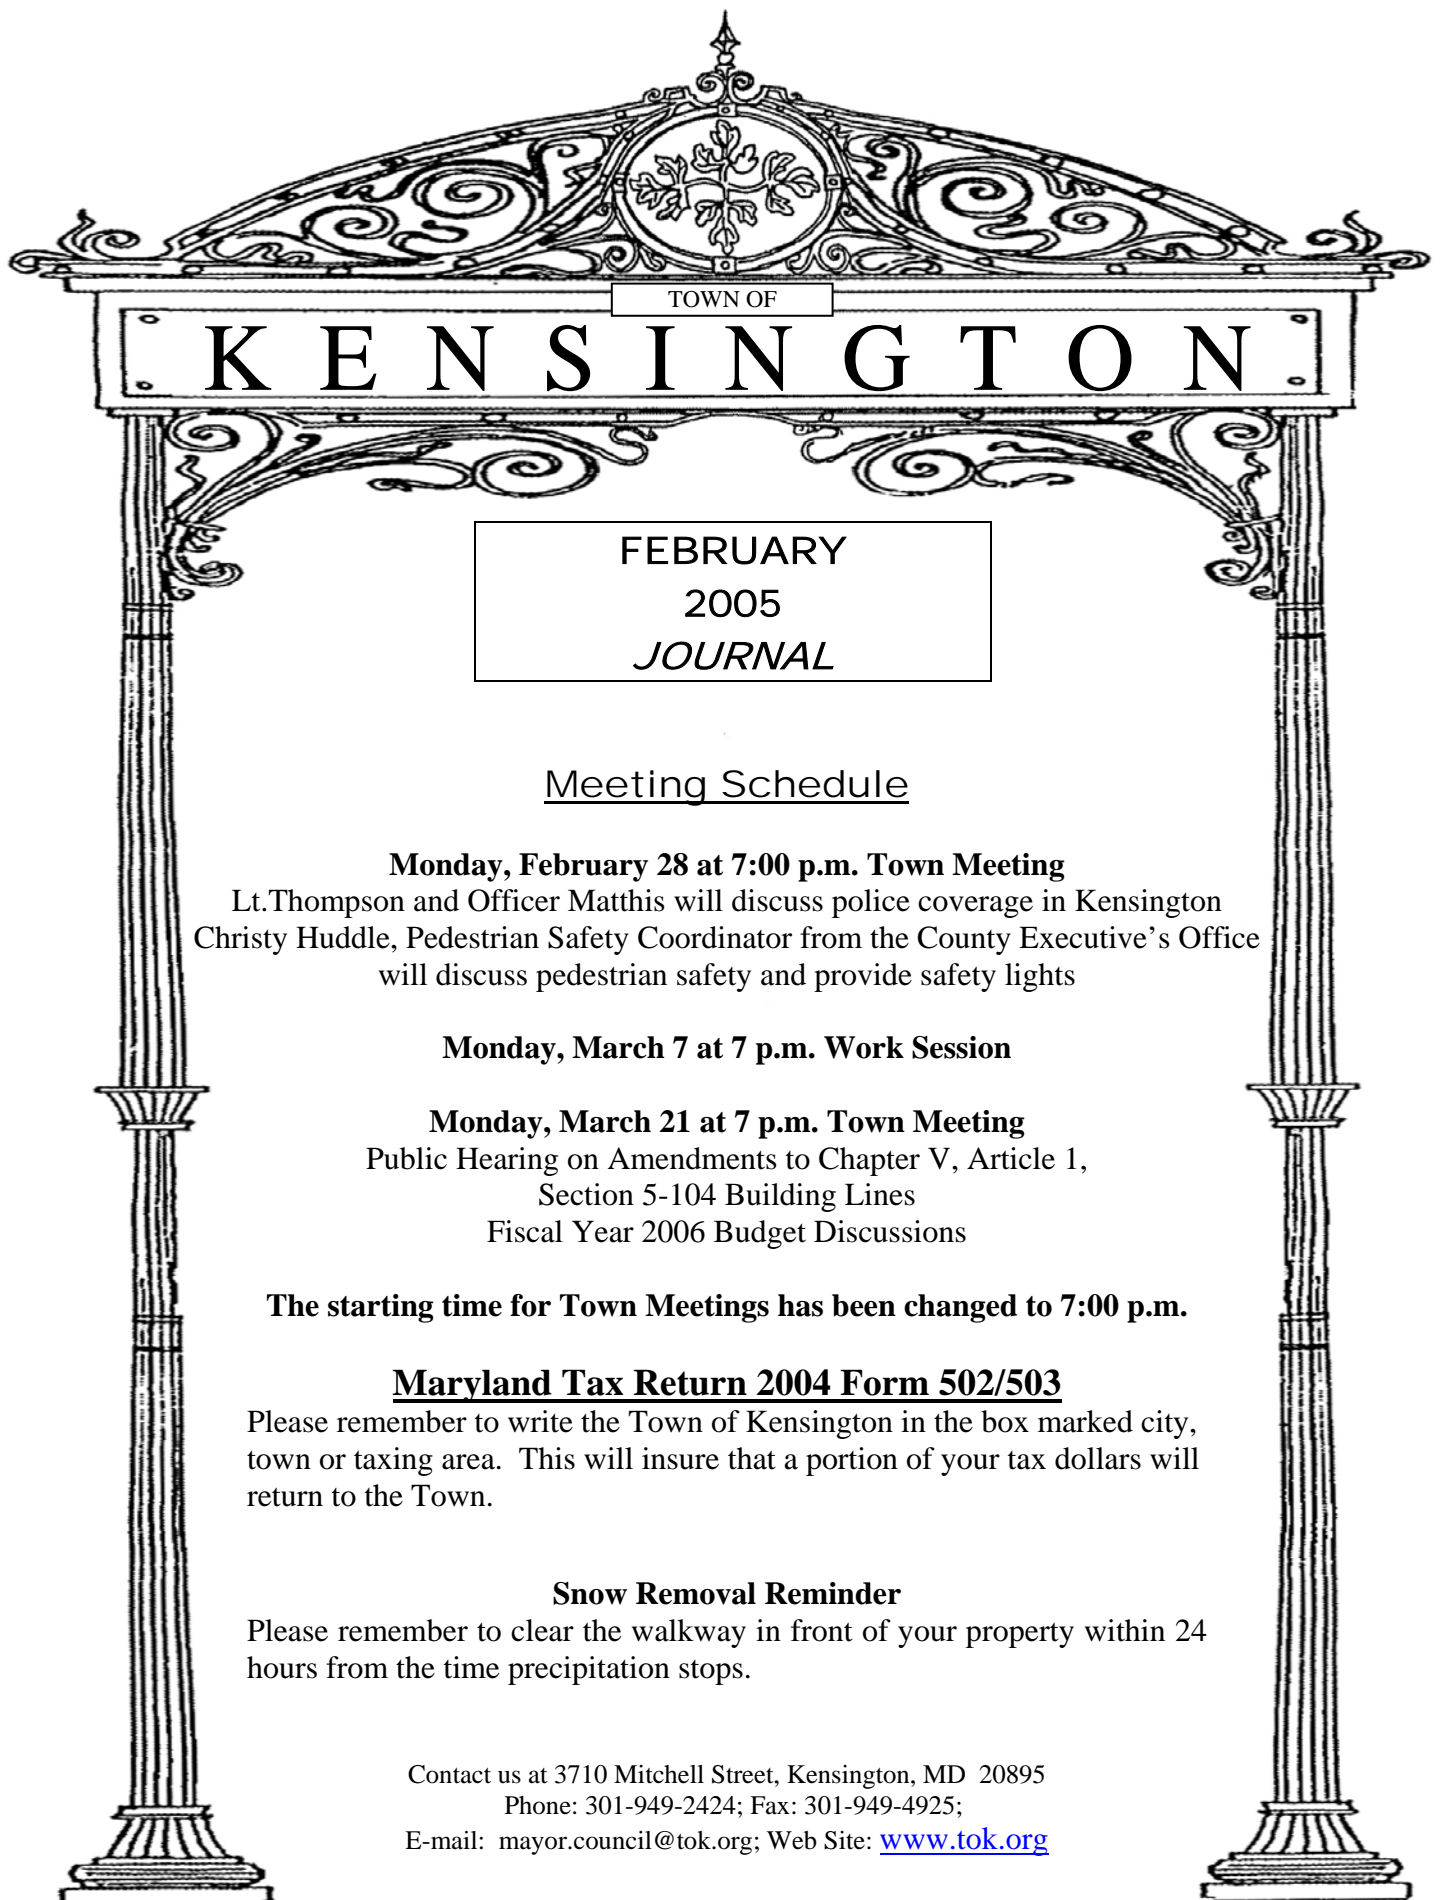 TOWN OF
KENSINGTON
FEBRUARY
2005
JOURNAL
Meeting Schedule
Monday, February 28 at 7:00 p.m. Town Meeting
Lt.Thompson and Officer Matthis will discuss police coverage in Kensington
Christy Huddle, Pedestrian Safety Coordinator from the County Executive’s Office
will discuss pedestrian safety and provide safety lights
Monday, March 7 at 7 p.m. Work Session
Monday, March 21 at 7 p.m. Town Meeting
Public Hearing on Amendments to Chapter V, Article 1,
Section 5-104 Building Lines
Fiscal Year 2006 Budget Discussions
The starting time for Town Meetings has been changed to 7:00 p.m.
Maryland Tax Return 2004 Form 502/503
Please remember to write the Town of Kensington in the box marked city,
town or taxing area.  This will insure that a portion of your tax dollars will
return to the Town.
Snow Removal Reminder
Please remember to clear the walkway in front of your property within 24
hours from the time precipitation stops.
Contact us at 3710 Mitchell Street, Kensington, MD  20895
Phone: 301-949-2424; Fax: 301-949-4925;
E-mail:  mayor.council@tok.org; Web Site: www.tok.org